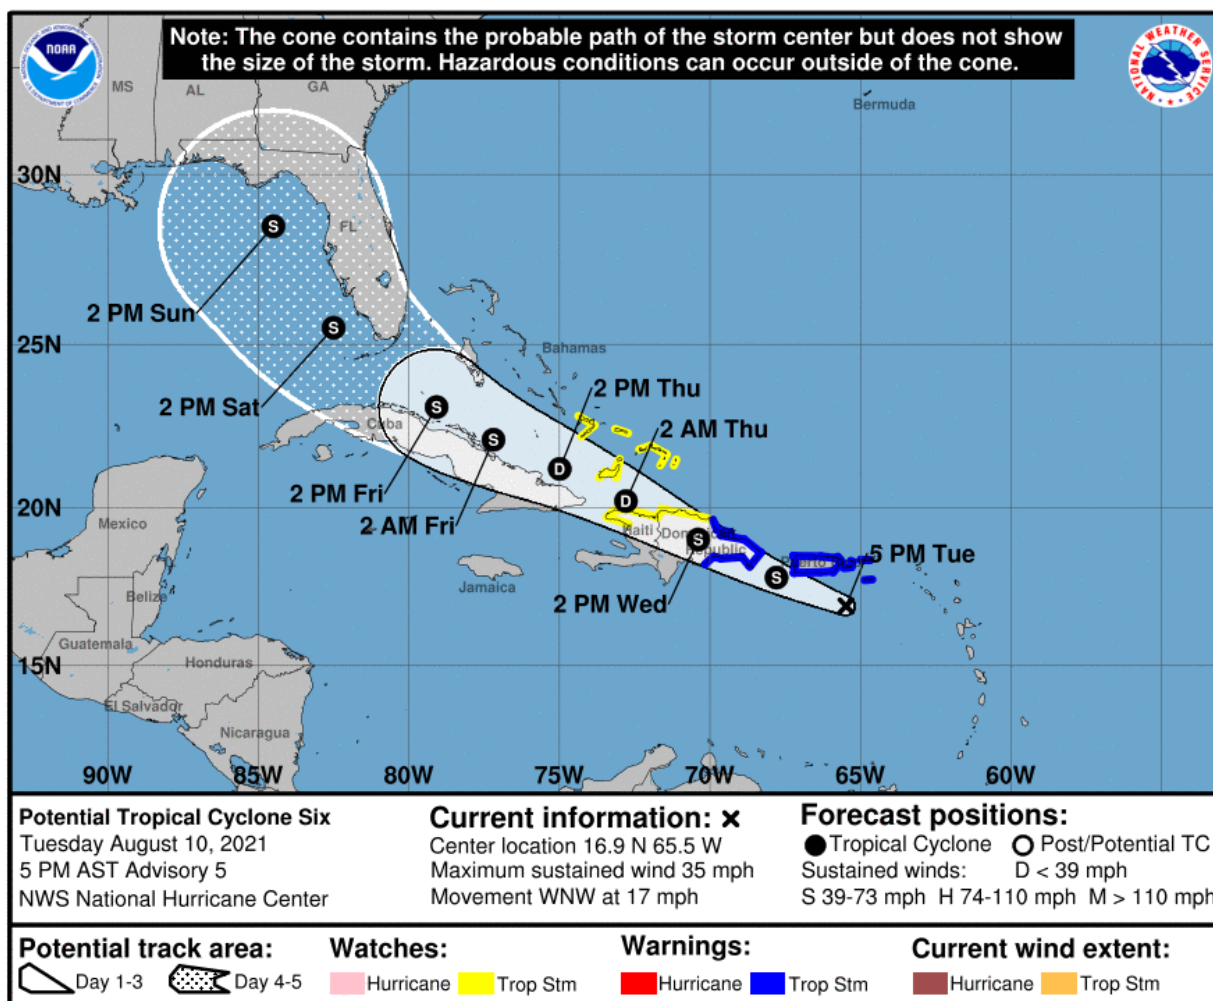 Note: The cone contains the probable path of the storm center but does not show
the size of the storm. Hazardous conditions can occur outside of the cone.
NOAA
NATIONAL WEATHER SERVICE
MS
AL
GA
Bermuda
30N
FL
2 PM Sun
25N
Bahamas
2 PM Sat
2 PM Thu
2 AM Thu
Cuba
2 PM Fri
2 AM Fri
20N
Mexico
Haiti
Dominican
Republic
5 PM Tue
Jamaica
2 PM Wed
Belize
Guatemala
15N
Honduras
El Salvador
Nicaragua
S
S
S
S
D
D
S
S
90W 85W 80W 75W 70W 65W 60W
Potential Tropical Cyclone Six
Tuesday August 10, 2021
5 PM AST Advisory 5
NWS National Hurricane Center
Current information: x
Center location 16.9 N 65.5 W
Maximum sustained wind 35 mph
Movement WNW at 17 mph
Forecast positions:
Tropical Cyclone Post/Potential TC
Sustained winds: D < 39 mph
S 39-73 mph H 74-110 mph M > 110 mph
Potential track area:
Day 1-3 Day 4-5
Watches:
Hurricane Trop Stm
Warnings:
Hurricane Trop Stm
Current wind extent:
Hurricane Trop Stm